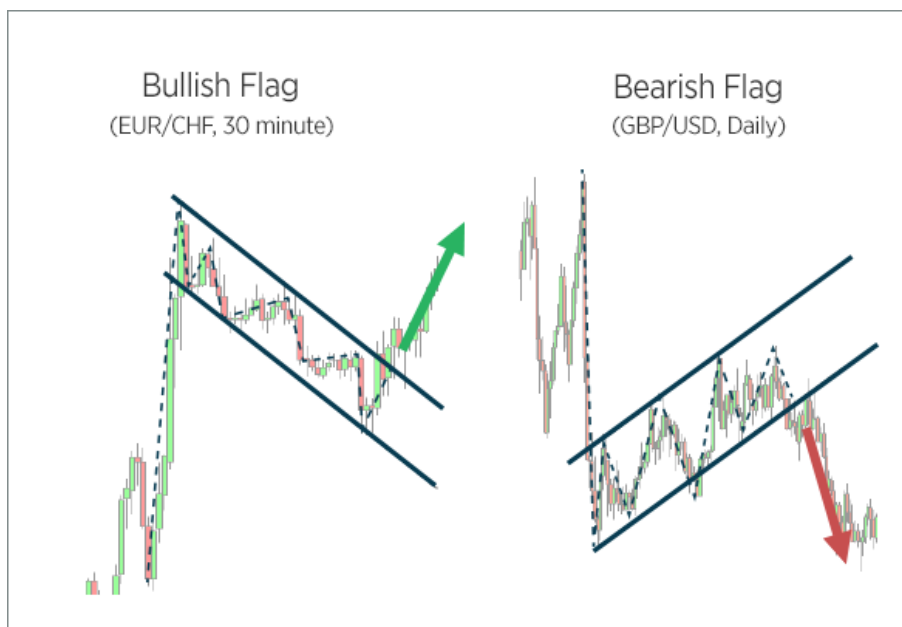 Bullish Flag
(EUR/CHF, 30 minute)
Bearish Flag
(GBP/USD, Daily)